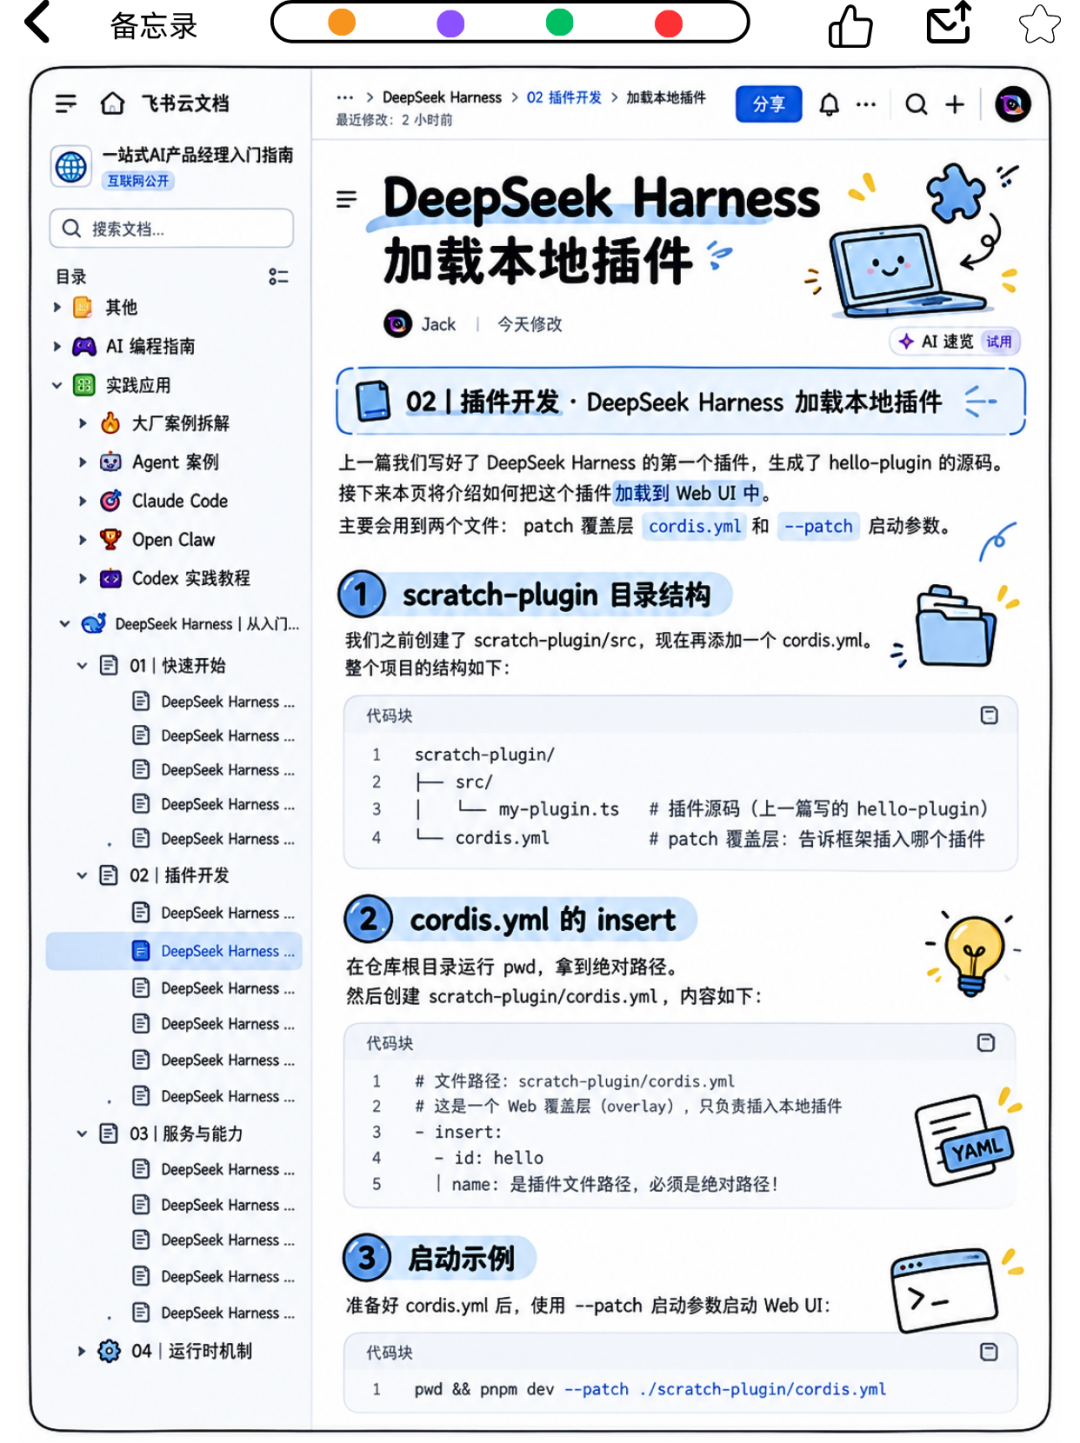 备忘录
飞书云文档
一站式AI产品经理入门指南
互联网公开
搜索文档...
目录
其他
AI 编程指南
实践应用
大厂案例拆解
Agent 案例
Claude Code
Open Claw
Codex 实践教程
DeepSeek Harness | 从入门...
01 | 快速开始
DeepSeek Harness ...
DeepSeek Harness ...
DeepSeek Harness ...
DeepSeek Harness ...
DeepSeek Harness ...
02 | 插件开发
DeepSeek Harness ...
DeepSeek Harness ...
DeepSeek Harness ...
DeepSeek Harness ...
DeepSeek Harness ...
DeepSeek Harness ...
03 | 服务与能力
DeepSeek Harness ...
DeepSeek Harness ...
DeepSeek Harness ...
DeepSeek Harness ...
DeepSeek Harness ...
04 | 运行时机制
··· > DeepSeek Harness > 02 插件开发 > 加载本地插件
最近修改：2 小时前
分享
DeepSeek Harness
加载本地插件
Jack | 今天修改
AI 速览 试用
02 | 插件开发 · DeepSeek Harness 加载本地插件
上一篇我们写好了 DeepSeek Harness 的第一个插件，生成了 hello-plugin 的源码。
接下来本页将介绍如何把这个插件加载到 Web UI 中。
主要会用到两个文件： patch 覆盖层 cordis.yml 和 --patch 启动参数。
1 scratch-plugin 目录结构
我们之前创建了 scratch-plugin/src，现在再添加一个 cordis.yml。
整个项目的结构如下：
代码块
1 scratch-plugin/
2 ├── src/
3 │ └── my-plugin.ts # 插件源码（上一篇写的 hello-plugin）
4 └── cordis.yml # patch 覆盖层：告诉框架插入哪个插件
2 cordis.yml 的 insert
在仓库根目录运行 pwd，拿到绝对路径。
然后创建 scratch-plugin/cordis.yml，内容如下：
代码块
1 # 文件路径：scratch-plugin/cordis.yml
2 # 这是一个 Web 覆盖层（overlay），只负责插入本地插件
3 - insert:
4 - id: hello
5 | name: 是插件文件路径，必须是绝对路径！
YAML
3 启动示例
准备好 cordis.yml 后，使用 --patch 启动参数启动 Web UI：
>_
代码块
1 pwd && pnpm dev --patch ./scratch-plugin/cordis.yml